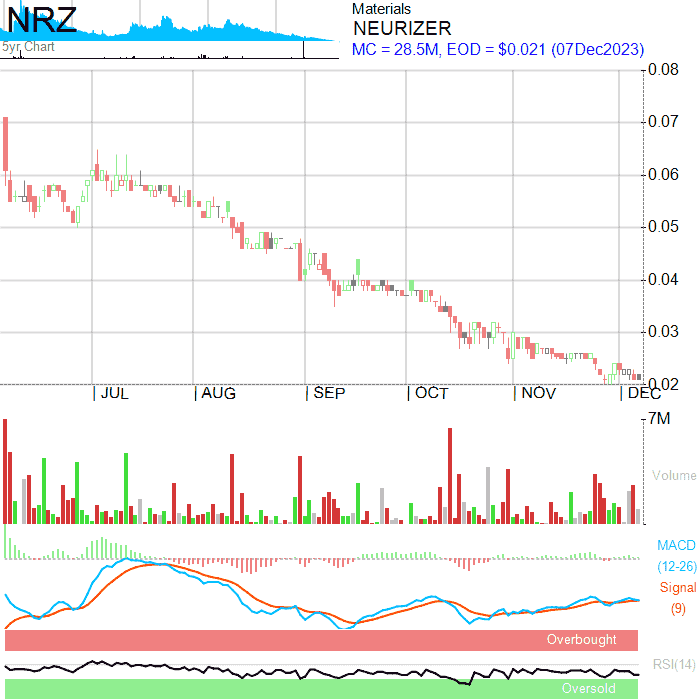 NRZ
5yr Chart
Materials
NEURIZER
MC = 28.5M, EOD = $0.021 (07Dec2023)
0.08
0.07
0.06
0.05
0.04
0.03
0.02
JUL
AUG
SEP
OCT
NOV
DEC
7M
Volume
MACD
(12-26)
Signal
(9)
Overbought
RSI(14)
Oversold